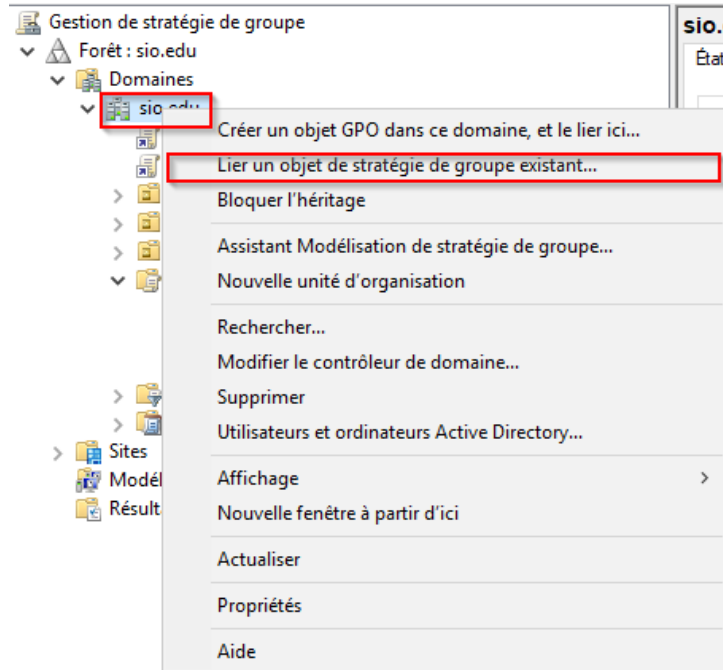 Gestion de stratégie de groupe
Forêt : sio.edu
Domaines
sio.edu
Créer un objet GPO dans ce domaine, et le lier ici...
Lier un objet de stratégie de groupe existant...
Bloquer l'héritage
Assistant Modélisation de stratégie de groupe...
Nouvelle unité d'organisation
Rechercher...
Modifier le contrôleur de domaine...
Supprimer
Utilisateurs et ordinateurs Active Directory...
Sites
Modél
Affichage
Résult
Nouvelle fenêtre à partir d'ici
Actualiser
Propriétés
Aide
sio.
État